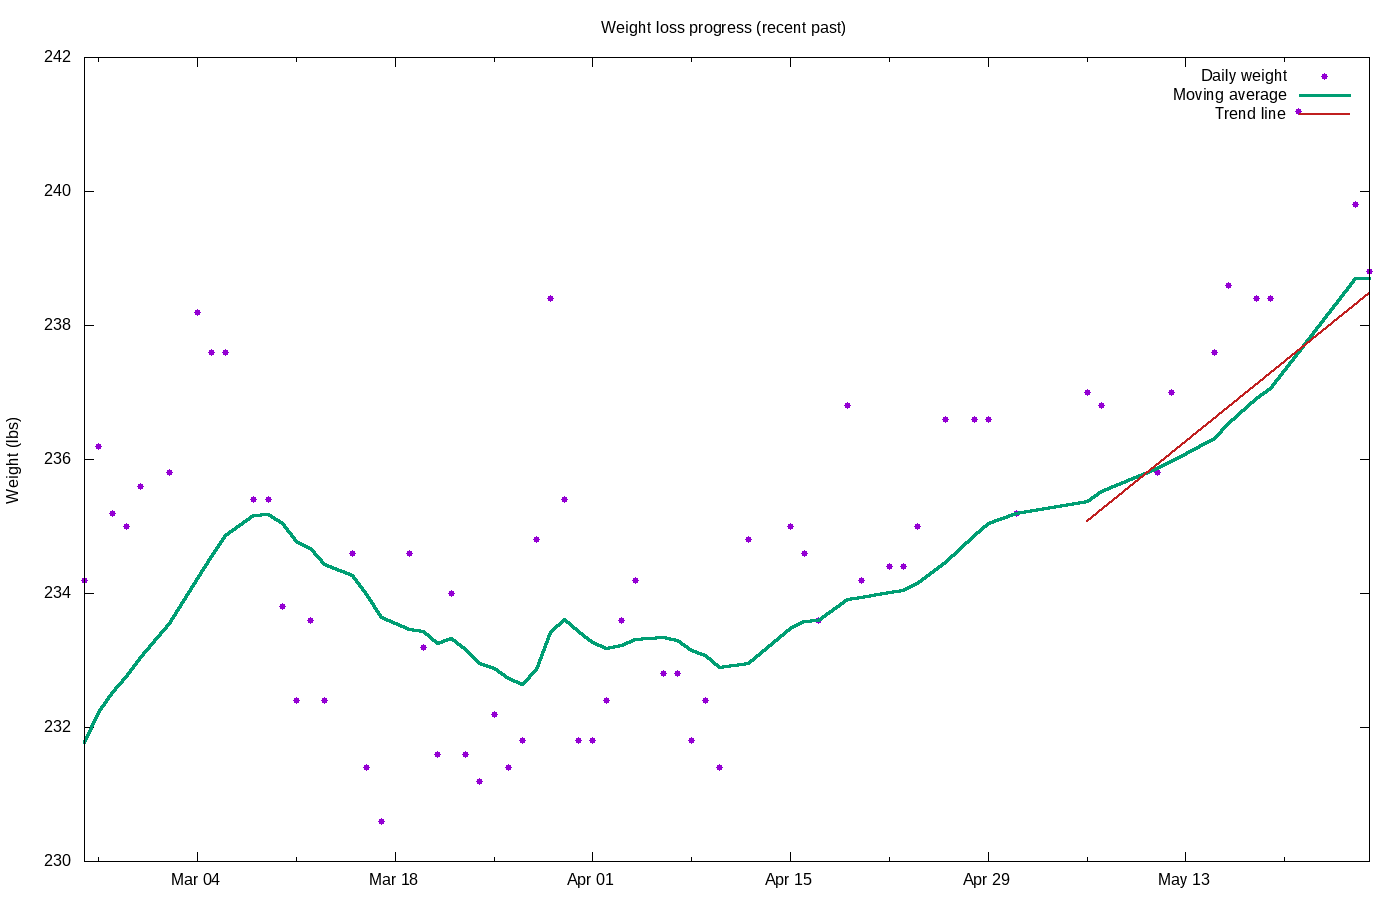 Weight loss progress (recent past)
242
240
238
236
234
232
230
Weight (lbs)
Daily weight
Moving average
Trend line
Mar 04
Mar 18
Apr 01
Apr 15
Apr 29
May 13